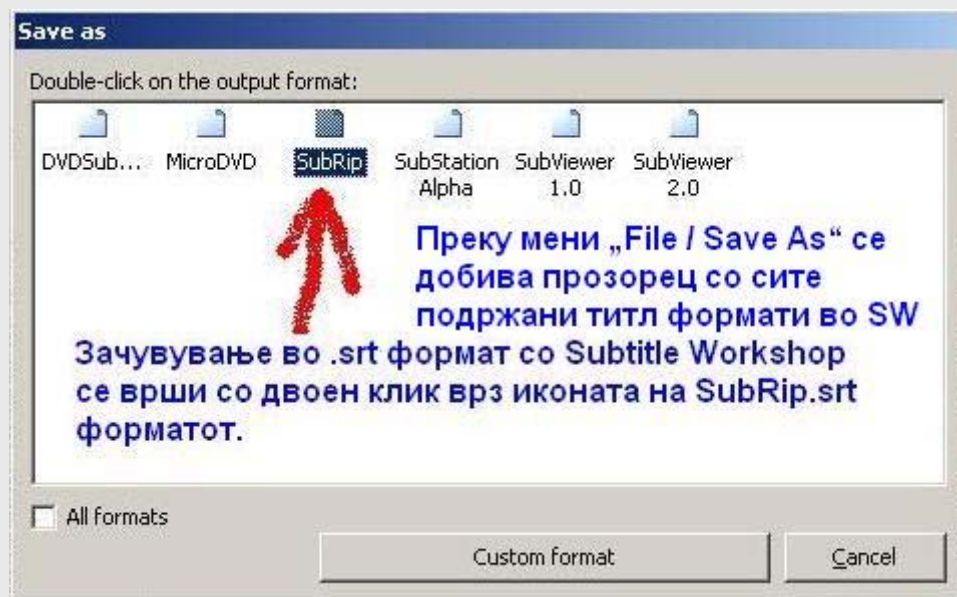 Save as
Double-click on the output format:
DVDSub...
MicroDVD
SubRip
SubStation
Alpha
SubViewer
1.0
SubViewer
2.0
Преку мени „File / Save As“ се
добива прозорец со сите
подржани титл формати во SW
Зачувување во .srt формат со Subtitle Workshop
се врши со двоен клик врз иконата на SubRip.srt
форматот.
All formats
Custom format
Cancel